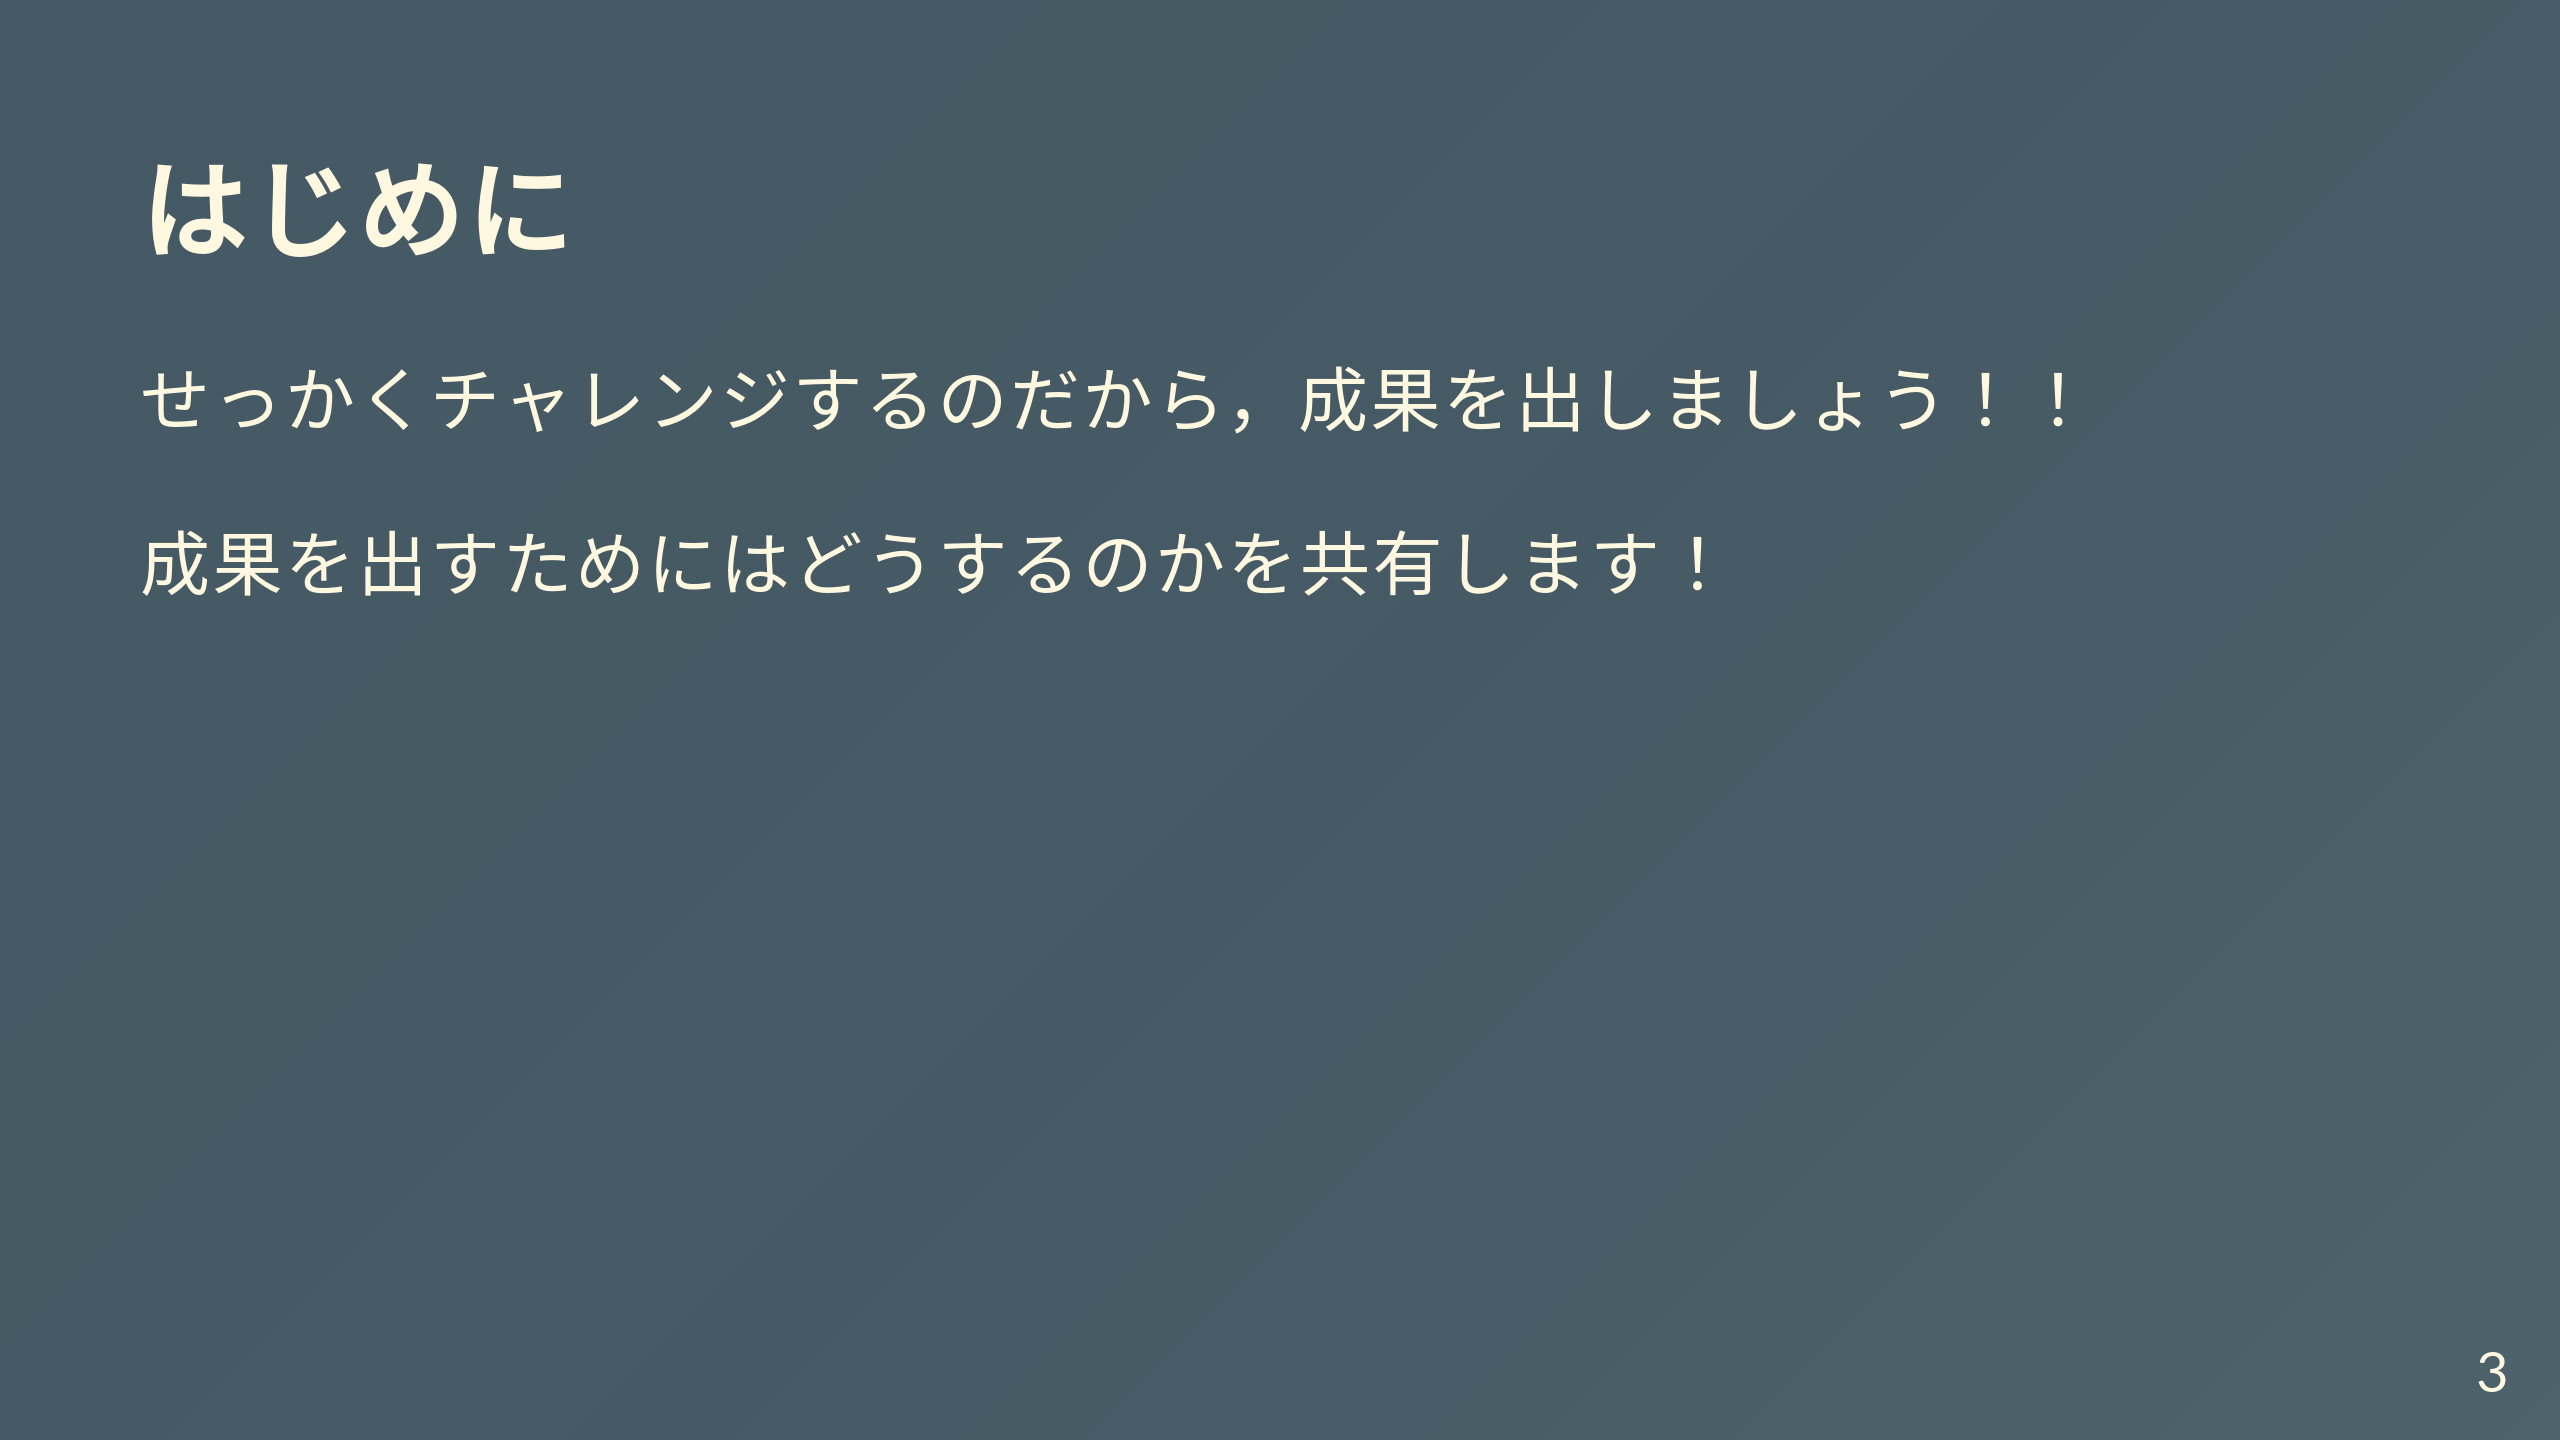 はじめに
せっかくチャレンジするのだから，成果を出しましょう！！
成果を出すためにはどうするのかを共有します！
3